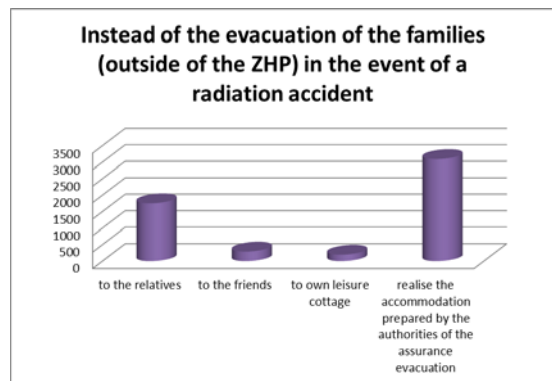 Instead of the evacuation of the families
(outside of the ZHP) in the event of a
radiation accident
3500
3000
2500
2000
1500
1000
500
0
to the relatives
to the friends
to own leisure
cottage
realise the
accommodation
prepared by the
authorities of the
assurance
evacuation